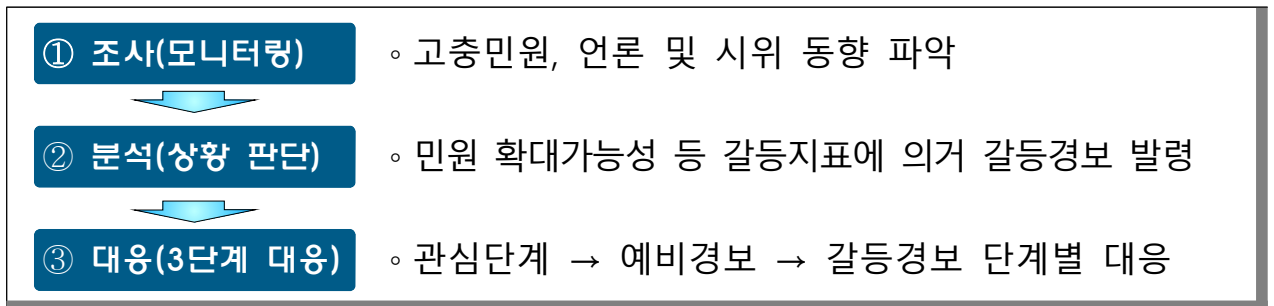 ① 조사(모니터링) ◦ 고충민원, 언론 및 시위 동향 파악
② 분석(상황 판단) ◦ 민원 확대가능성 등 갈등지표에 의거 갈등경보 발령
③ 대응(3단계 대응) ◦ 관심단계 → 예비경보 → 갈등경보 단계별 대응